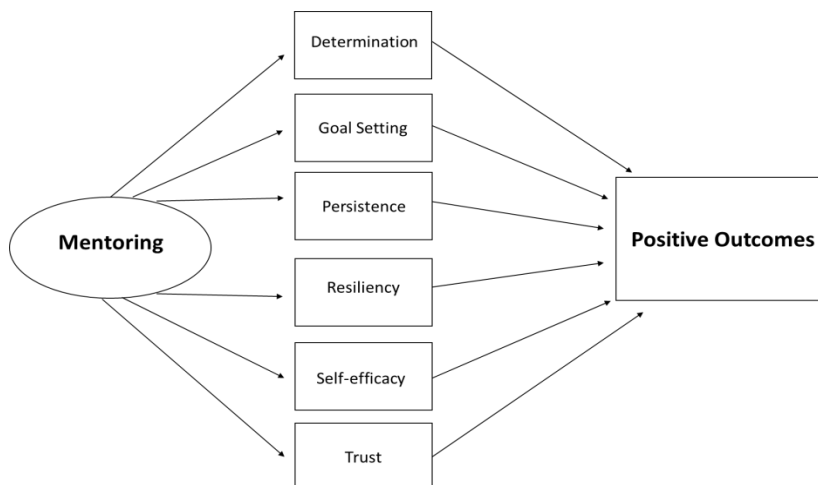 Determination
Goal Setting
Persistence
Mentoring
Positive Outcomes
Resiliency
Self-efficacy
Trust